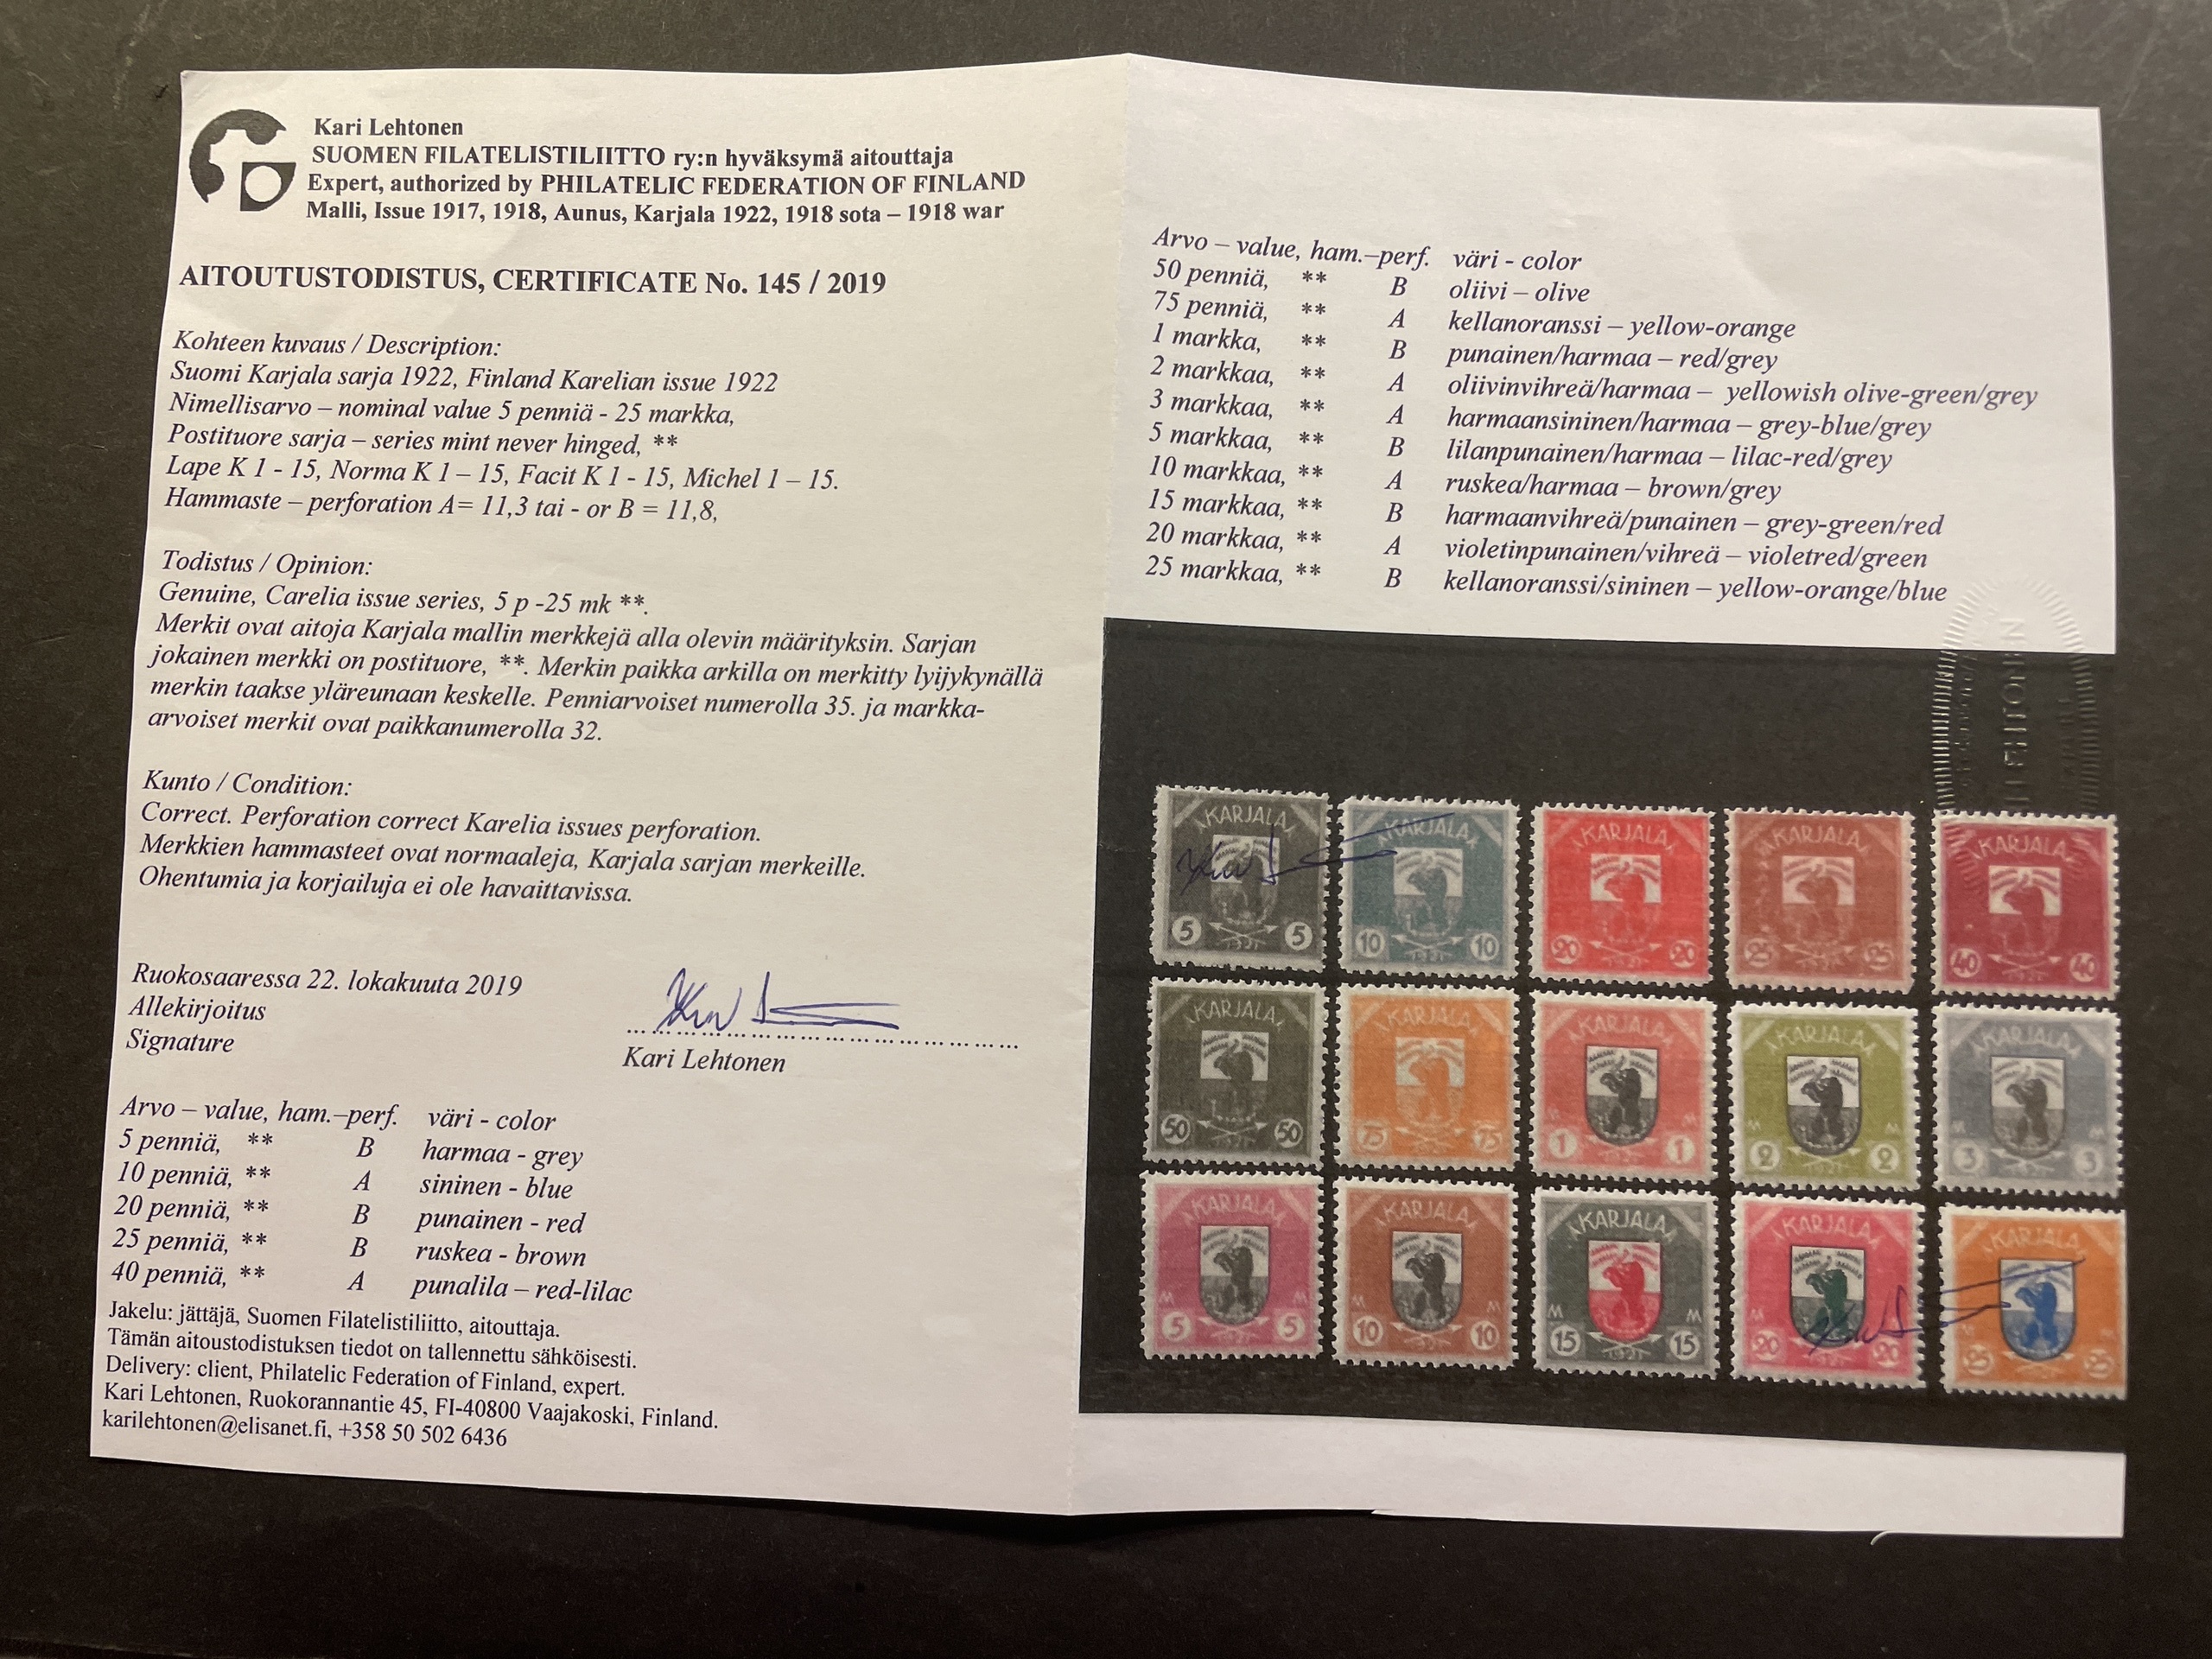 Kari Lehtonen
SUOMEN FILATELISTILIITTO ry:n hyväksymä aitouttaja
Expert, authorized by PHILATELIC FEDERATION OF FINLAND
Malli, Issue 1917, 1918, Aunus, Karjala 1922, 1918 sota – 1918 war
AITOUTUSTODISTUS, CERTIFICATE No. 145 / 2019
Kohteen kuvaus / Description:
Suomi Karjala sarja 1922, Finland Karelian issue 1922
Nimellisarvo – nominal value 5 penniä - 25 markka,
Postituore sarja – series mint never hinged, **
Lape K 1 - 15, Norma K 1 – 15, Facit K 1 - 15, Michel 1 – 15.
Hammaste – perforation A= 11,3 tai - or B = 11,8,
Todistus / Opinion:
Genuine, Carelia issue series, 5 p -25 mk **.
Merkit ovat aitoja Karjala mallin merkkejä alla olevin määrityksin. Sarjan
jokainen merkki on postituore, **. Merkin paikka arkilla on merkitty lyijykynällä
merkin taakse yläreunaan keskelle. Penniarvoiset numerolla 35. ja markka-
arvoiset merkit ovat paikkanumerolla 32.
Kunto / Condition:
Correct. Perforation correct Karelia issues perforation.
Merkkien hammasteet ovat normaaleja, Karjala sarjan merkeille.
Ohentumia ja korjailuja ei ole havaittavissa.
Ruokosaaressa 22. lokakuuta 2019
Allekirjoitus
Signature
Kari Lehtonen
Arvo – value, ham.–perf. väri - color
5 penniä, ** B harmaa - grey
10 penniä, ** A sininen - blue
20 penniä, ** B punainen - red
25 penniä, ** B ruskea - brown
40 penniä, ** A punalila – red-lilac
Jakelu: jättäjä, Suomen Filatelistiliitto, aitouttaja.
Tämän aitoustodistuksen tiedot on tallennettu sähköisesti.
Delivery: client, Philatelic Federation of Finland, expert.
Kari Lehtonen, Ruokorannantie 45, FI-40800 Vaajakoski, Finland.
karilehtonen@elisanet.fi, +358 50 502 6436
Arvo – value, ham.–perf. väri - color
50 penniä, ** B oliivi – olive
75 penniä, ** A kellanoranssi – yellow-orange
1 markka, ** B punainen/harmaa – red/grey
2 markkaa, ** A oliivinvihreä/harmaa – yellowish olive-green/grey
3 markkaa, ** A harmaansininen/harmaa – grey-blue/grey
5 markkaa, ** B lilanpunainen/harmaa – lilac-red/grey
10 markkaa, ** A ruskea/harmaa – brown/grey
15 markkaa, ** B harmaanvihreä/punainen – grey-green/red
20 markkaa, ** A violetinpunainen/vihreä – violetred/green
25 markkaa, ** B kellanoranssi/sininen – yellow-orange/blue
KARJALA KARJALA KARJALA KARJALA KARJALA
5 5 10 10 20 20 25 25 40 40
1921 1921 1921 1921 1921
KARJALA KARJALA KARJALA KARJALA KARJALA
M M M M M M
50 50 75 75 1 1 2 2 3 3
1921 1921 1921
KARJALA KARJALA KARJALA KARJALA KARJALA
M M M M M M M M M M
5 5 10 10 15 15 20 20 25 25
1921 1921